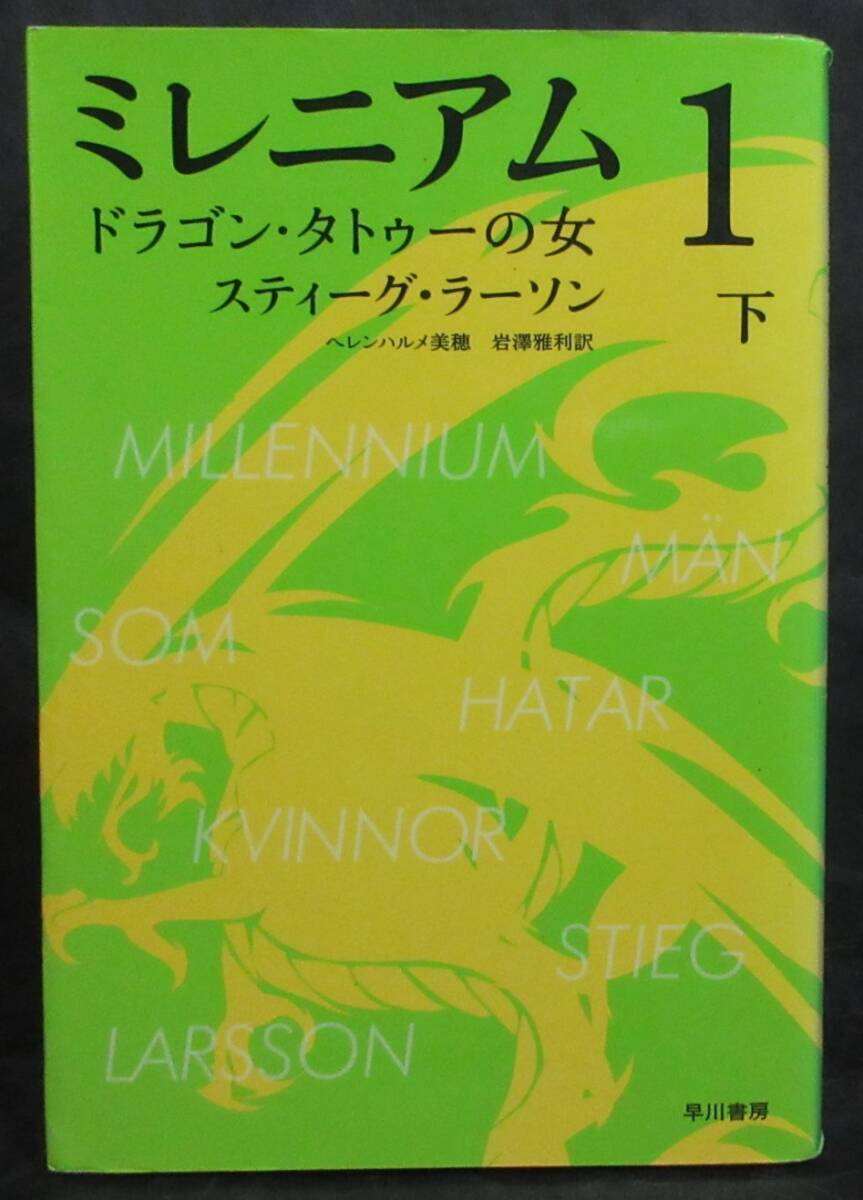 ミレニアム 1
ドラゴン・タトゥーの女
スティーグ・ラーソン
下
ヘレンハルメ美穂 岩澤雅利訳
MILLENNIUM
MÄN
SOM
HATAR
KVINNOR
STIEG
LARSSON
早川書房